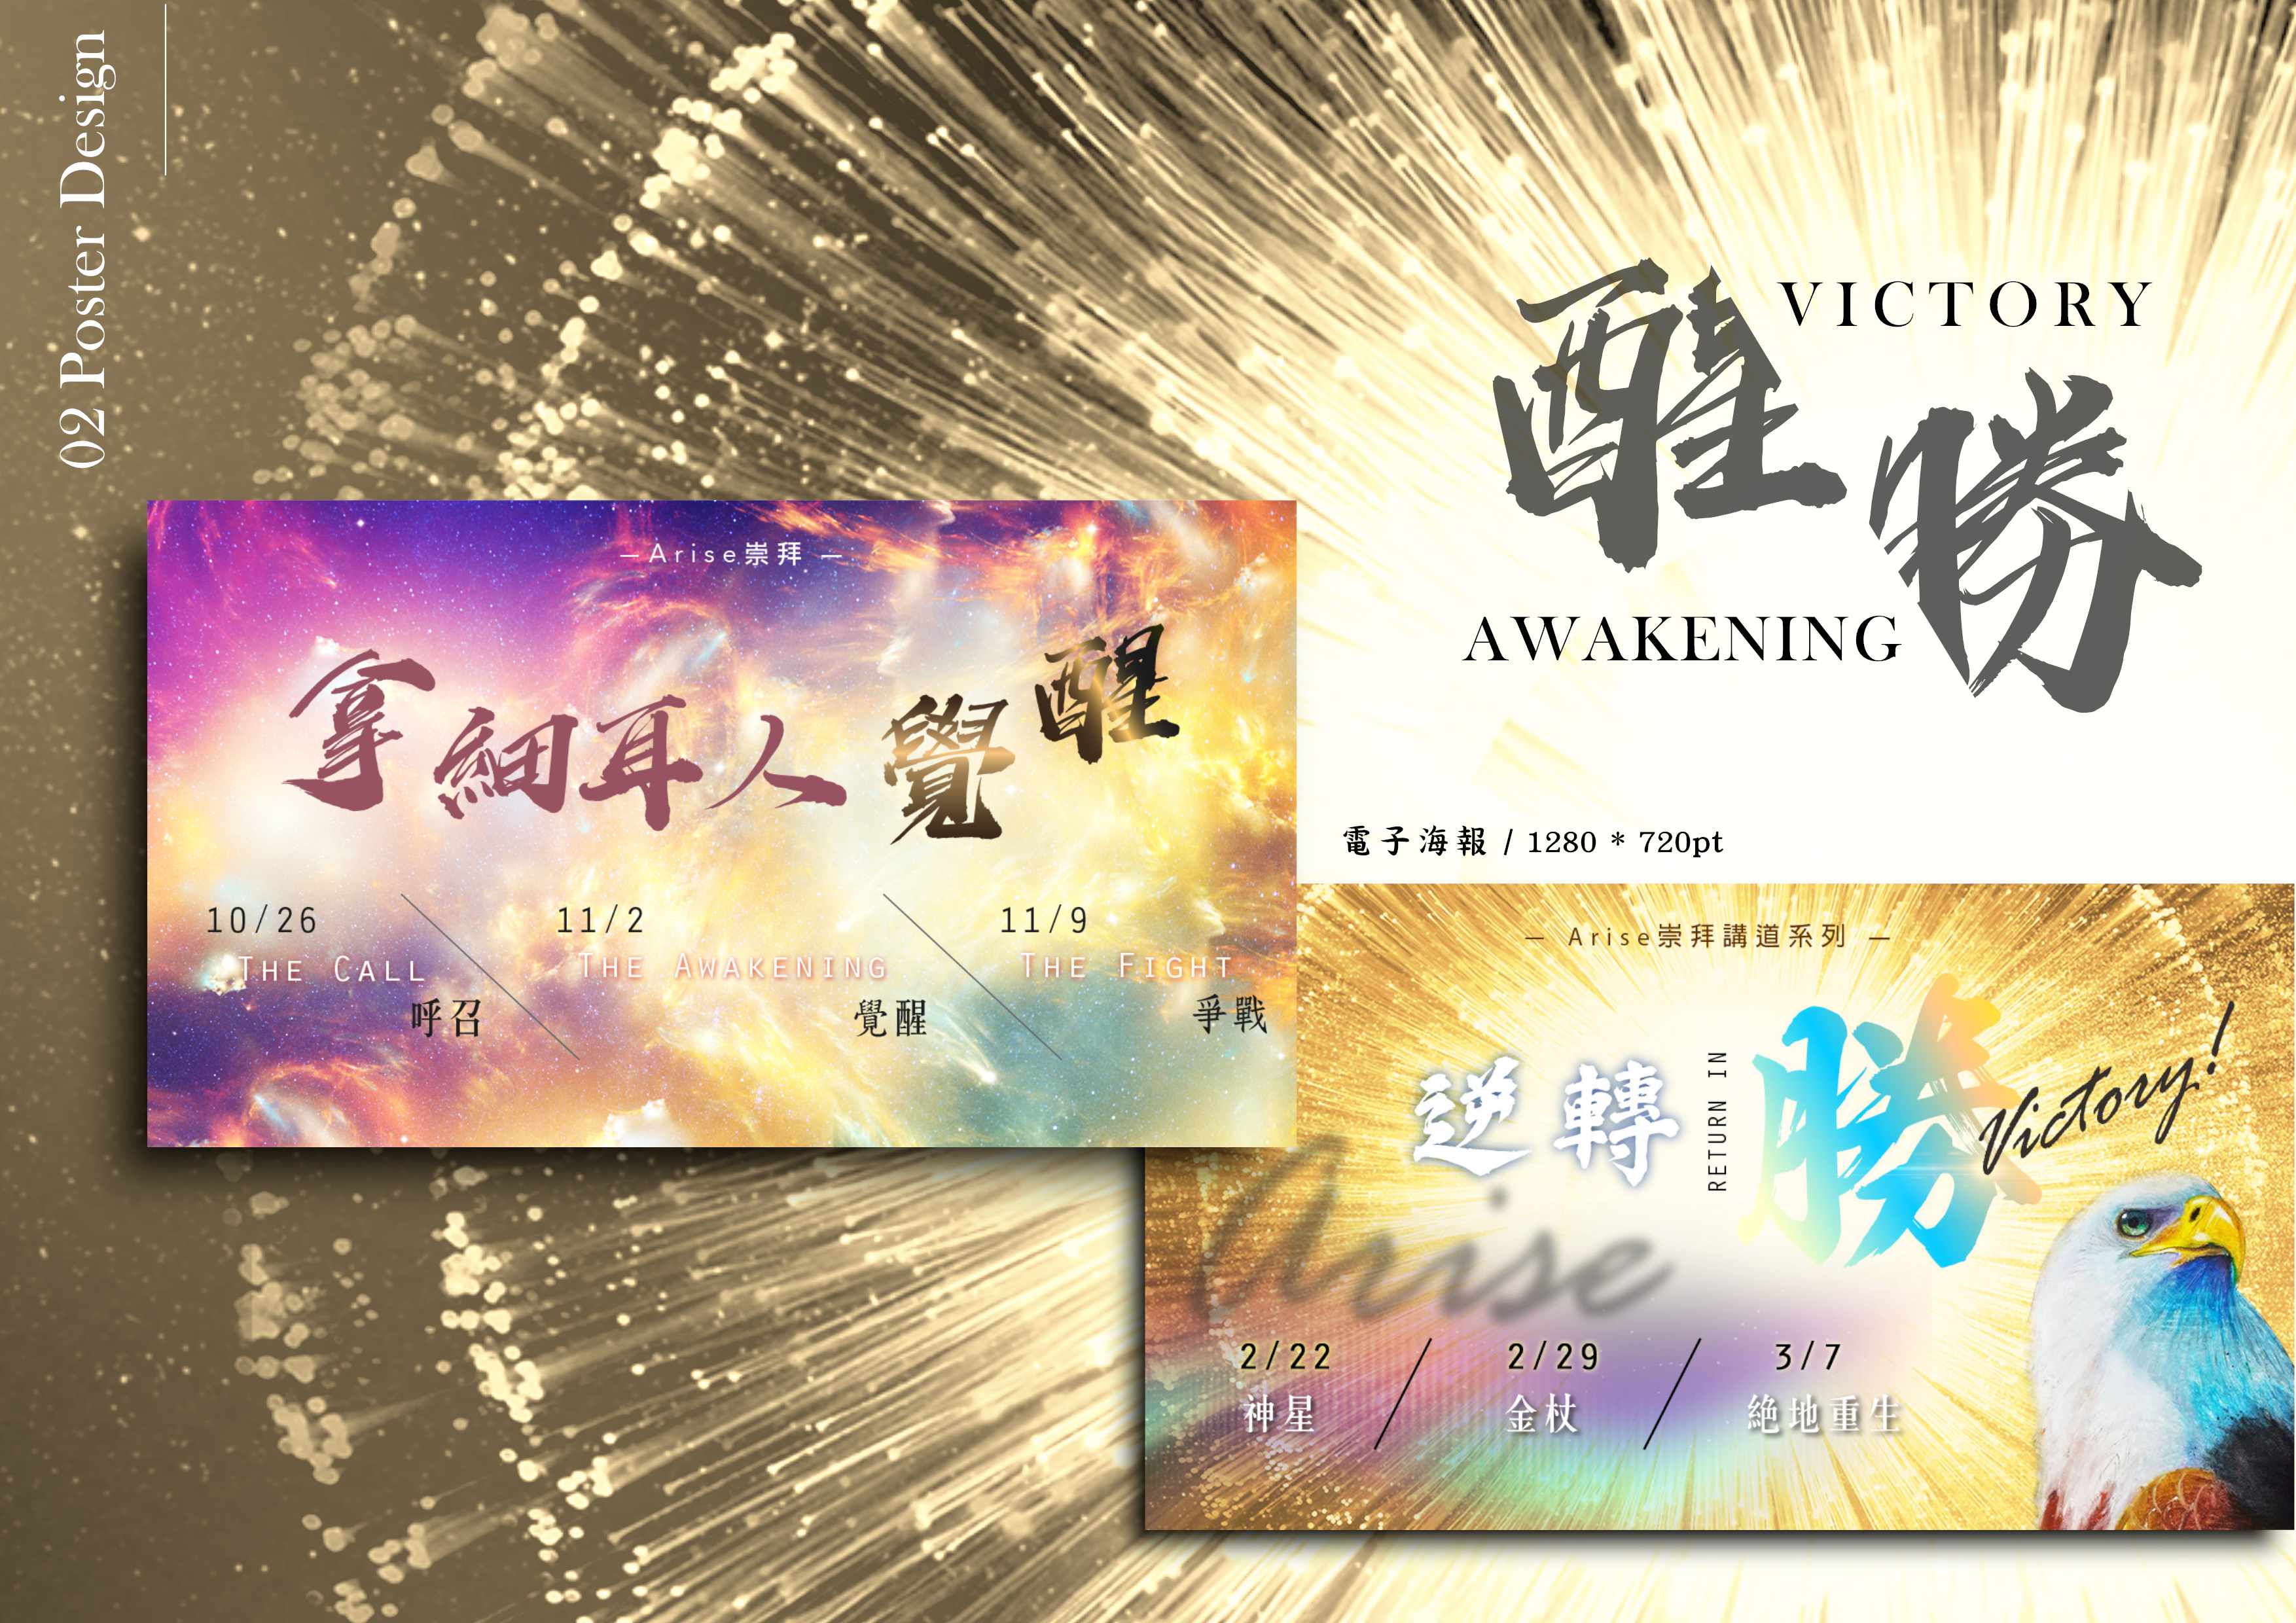 02 Poster Design
醒
VICTORY
勝
AWAKENING
電子海報 / 1280 * 720pt
— Arise崇拜 —
拿細耳人覺醒
10/26
THE CALL
呼召
11/2
THE AWAKENING
覺醒
11/9
THE FIGHT
爭戰
— Arise崇拜講道系列 —
逆轉
RETURN IN
勝
Victory!
Arise
2/22
神星
2/29
金杖
3/7
絕地重生